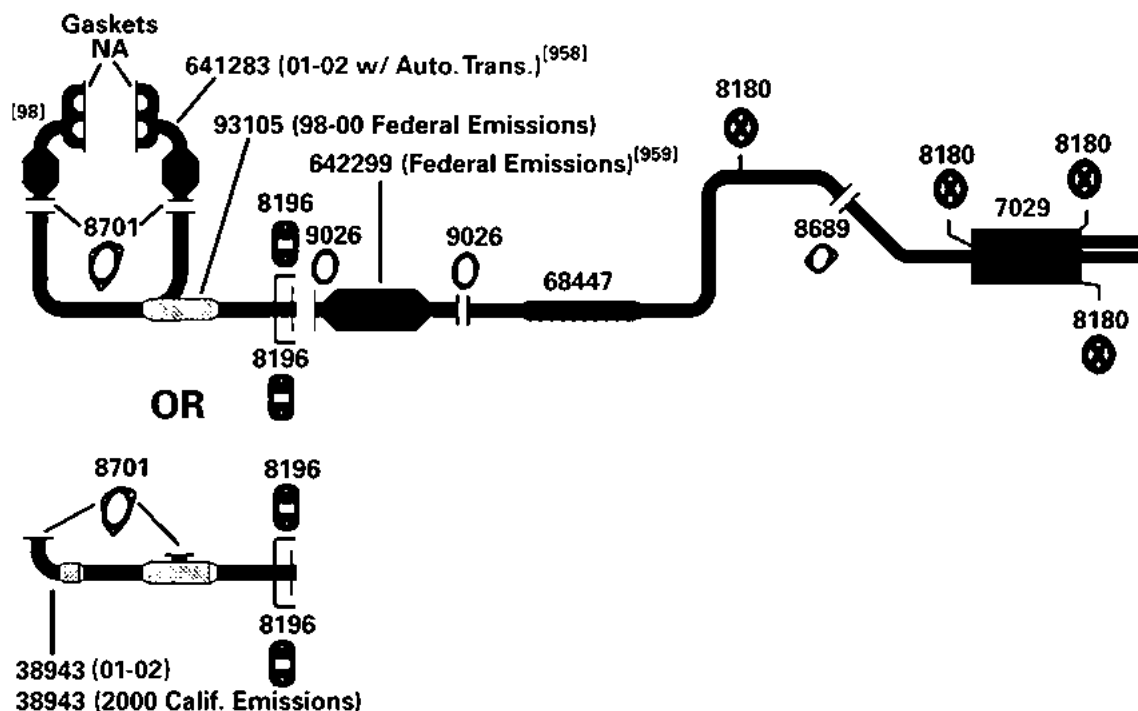 Gaskets
NA
641283 (01-02 w/ Auto. Trans.)[958]
[98]
93105 (98-00 Federal Emissions)
642299 (Federal Emissions)[959]
8180
8180
8180
8701
8196
9026
9026
8689
7029
68447
8180
8196
OR
8701
8196
8196
38943 (01-02)
38943 (2000 Calif. Emissions)